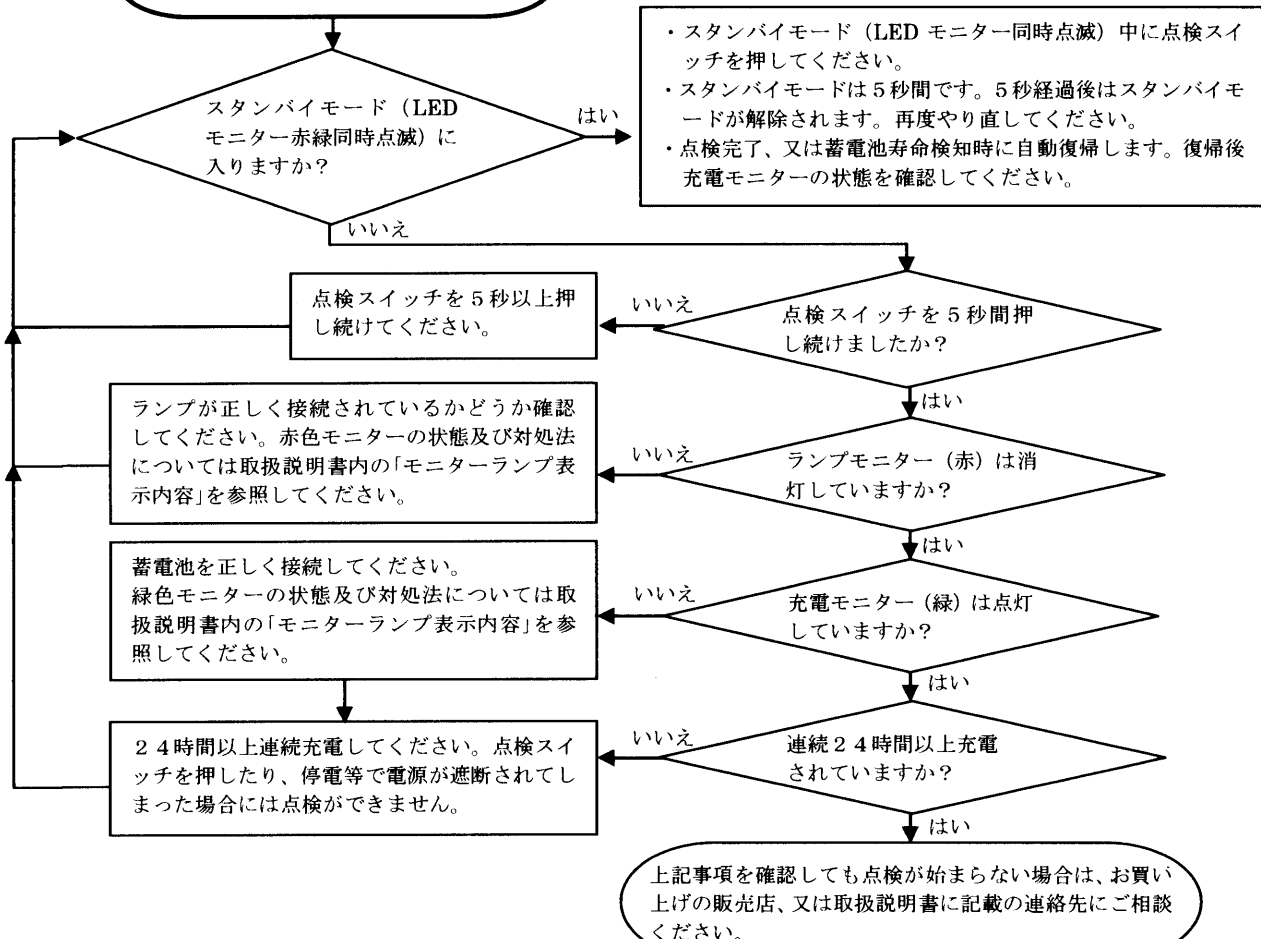 スタンバイモード（LED
モニター赤緑同時点滅）に
入りますか？
はい
・スタンバイモード（LED モニター同時点滅）中に点検スイ
ッチを押してください。
・スタンバイモードは５秒間です。５秒経過後はスタンバイモ
ードが解除されます。再度やり直してください。
・点検完了、又は蓄電池寿命検知時に自動復帰します。復帰後
充電モニターの状態を確認してください。
いいえ
点検スイッチを５秒間押
し続けましたか？
いいえ
点検スイッチを５秒以上押
し続けてください。
はい
ランプモニター（赤）は消
灯していますか？
いいえ
ランプが正しく接続されているかどうか確認
してください。赤色モニターの状態及び対処法
については取扱説明書内の「モニターランプ表
示内容」を参照してください。
はい
充電モニター（緑）は点灯
していますか？
いいえ
蓄電池を正しく接続してください。
緑色モニターの状態及び対処法については取
扱説明書内の「モニターランプ表示内容」を参
照してください。
はい
連続２４時間以上充電
されていますか？
いいえ
２４時間以上連続充電してください。点検スイ
ッチを押したり、停電等で電源が遮断されてし
まった場合には点検ができません。
はい
上記事項を確認しても点検が始まらない場合は、お買い
上げの販売店、又は取扱説明書に記載の連絡先にご相談
ください。